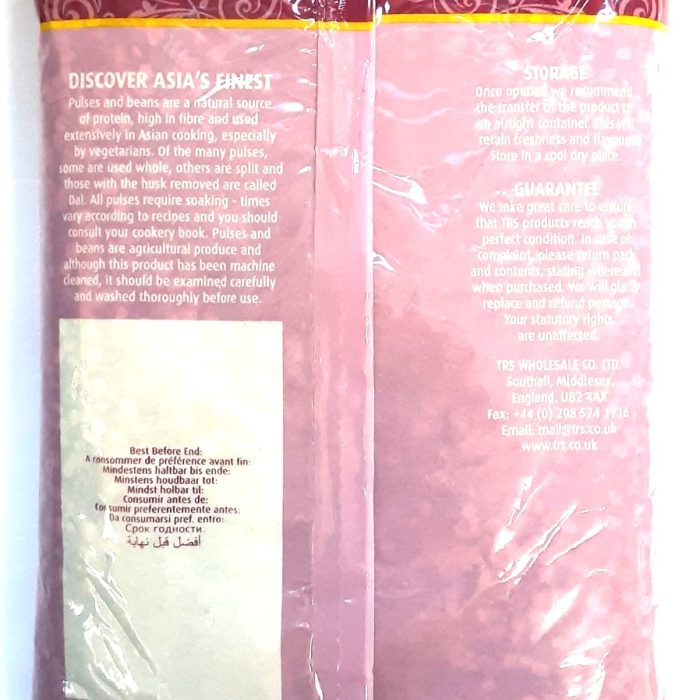 DISCOVER ASIA'S FINEST
Pulses and beans are a natural source
of protein, high in fibre and used
extensively in Asian cooking, especially
by vegetarians. Of the many pulses,
some are used whole, others are split and
those with the husk removed are called
Dal. All pulses require soaking - times
vary according to recipes and you should
consult your cookery book. Pulses and
beans are agricultural produce and
although this product has been machine
cleaned, it should be examined carefully
and washed thoroughly before use.
Best Before End:
A consommer de préférence avant fin:
Mindestens haltbar bis ende:
Minstens houdbaar tot:
Mindst holbar til:
Consumir antes de:
Consumir preferentemente antes:
Da consumarsi pref. entro:
Срок годности:
أفضل قبل نهاية
STORAGE
Once opened we recommend
the transfer of the product to
an airtight container. This will
retain freshness and flavour.
Store in a cool dry place.
GUARANTEE
We take great care to ensure
that TRS products reach you in
perfect condition. In case of
complaint, please return pack
and contents, stating where and
when purchased. We will gladly
replace and refund postage.
Your statutory rights
are unaffected.
TRS WHOLESALE CO. LTD.
Southall, Middlesex,
England. UB2 4AX
Fax: +44 (0) 208 574 1716
Email: mail@trs.co.uk
www.trs.co.uk